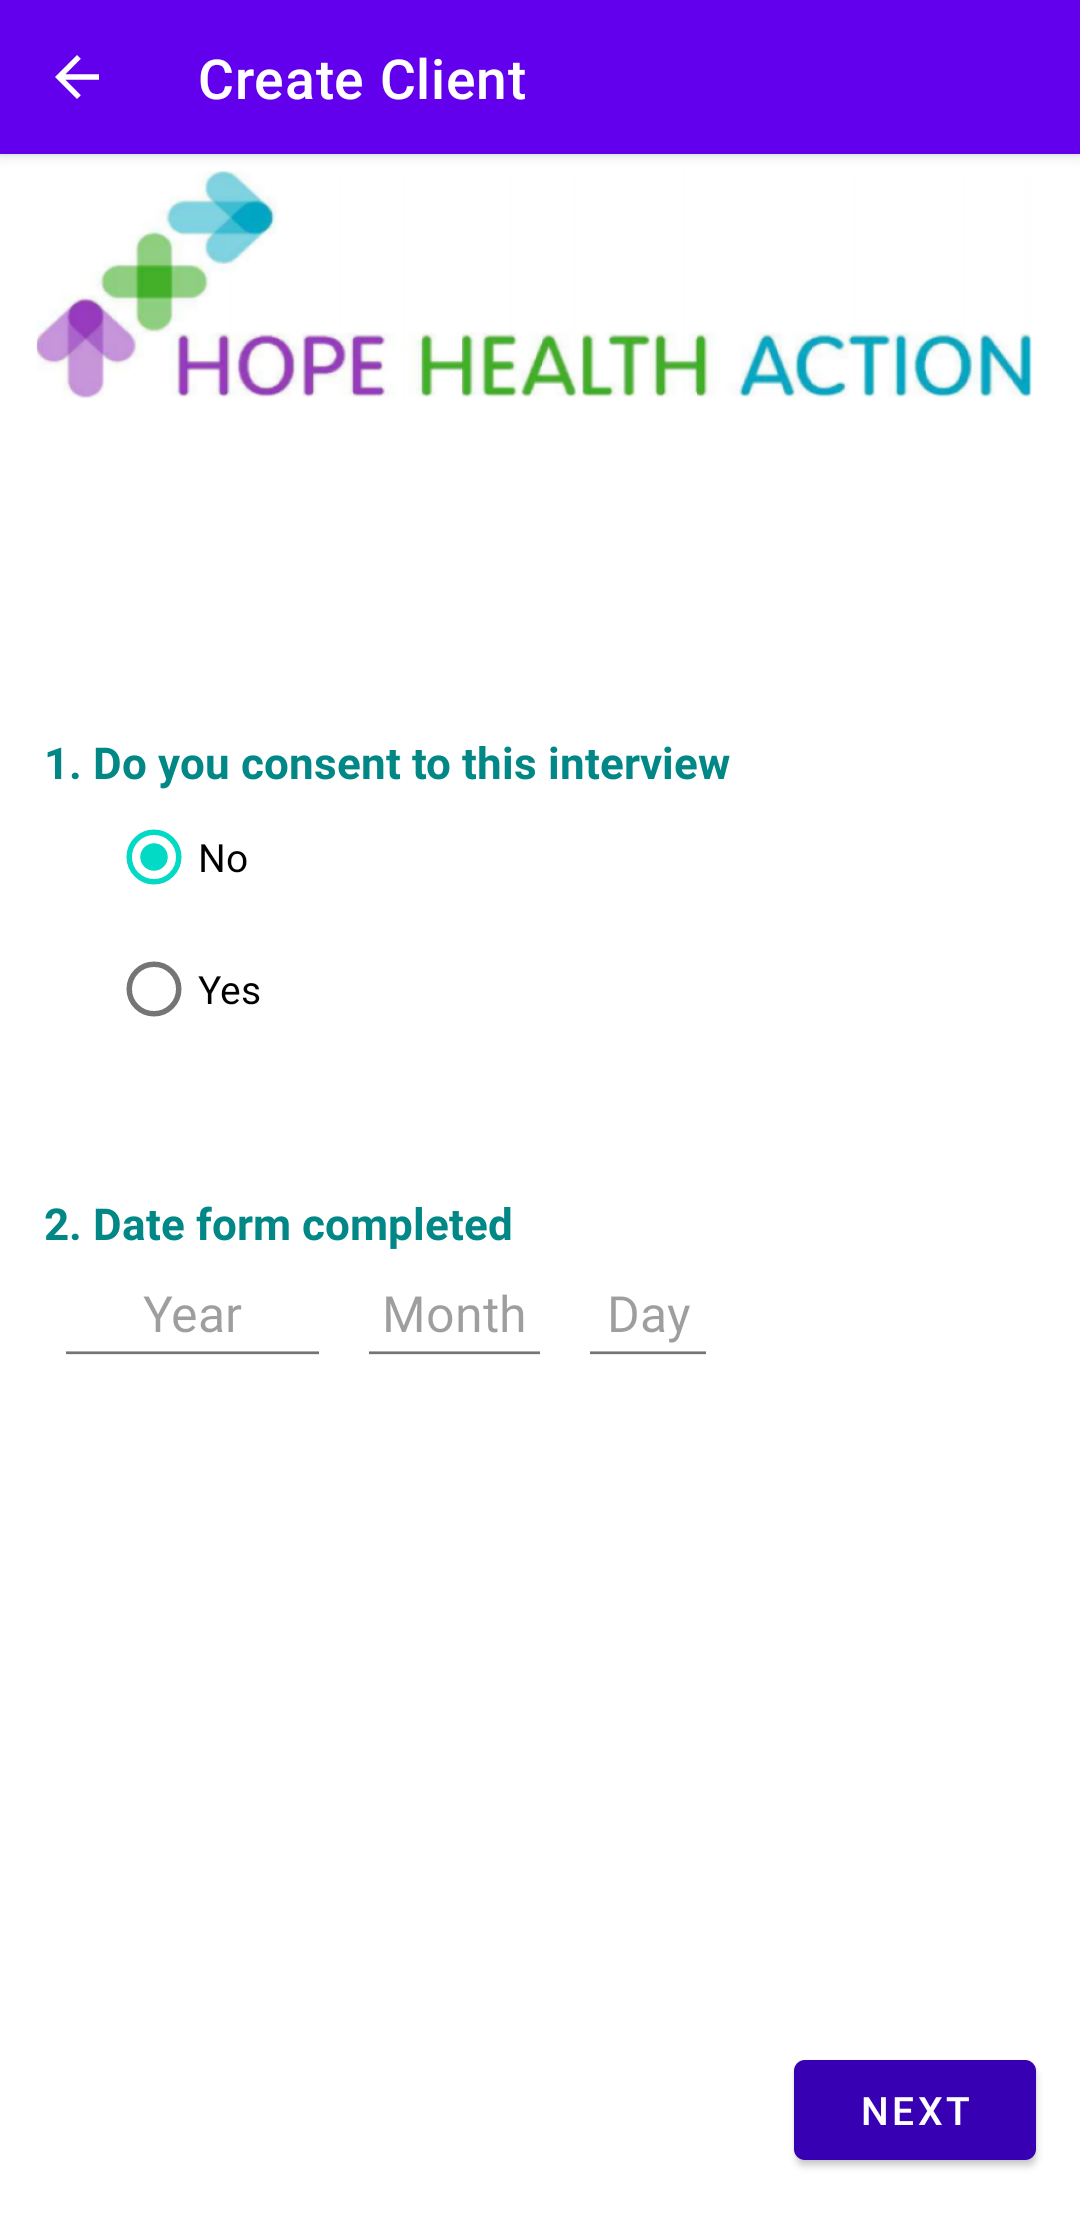 Create Client
HOPE HEALTH ACTION
1. Do you consent to this interview
No
Yes
2. Date form completed
Year Month Day
NEXT